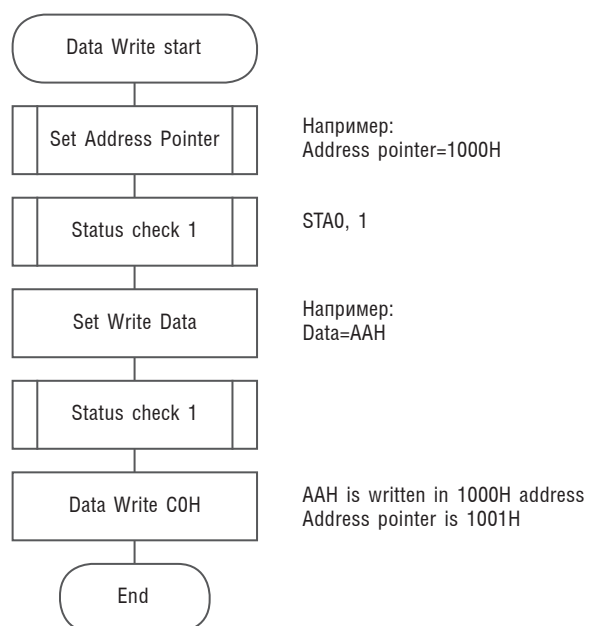 Data Write start
Set Address Pointer
Например:
Address pointer=1000H
Status check 1
STA0, 1
Set Write Data
Например:
Data=AAH
Status check 1
Data Write C0H
AAH is written in 1000H address
Address pointer is 1001H
End